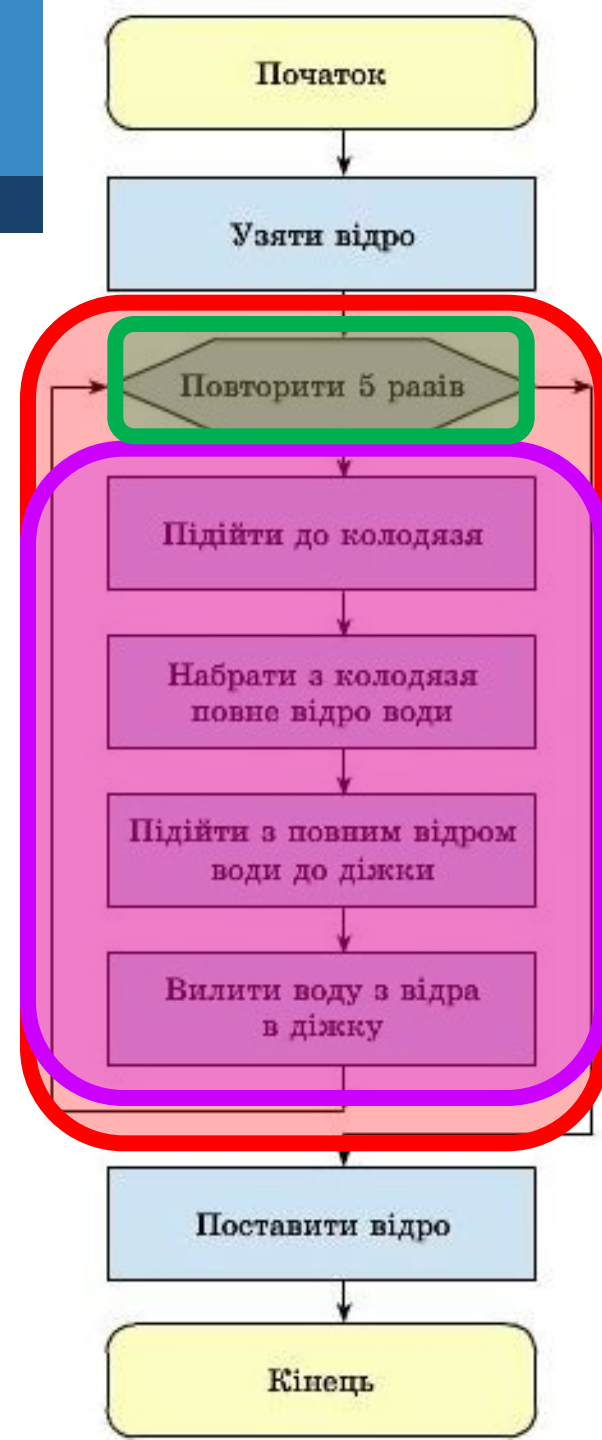 Початок
Узяти відро
Повторити 5 разів
Підійти до колодязя
Набрати з колодязя
повне відро води
Підійти з повним відром
води до діжки
Вилити воду з відра
в діжку
Поставити відро
Кінець